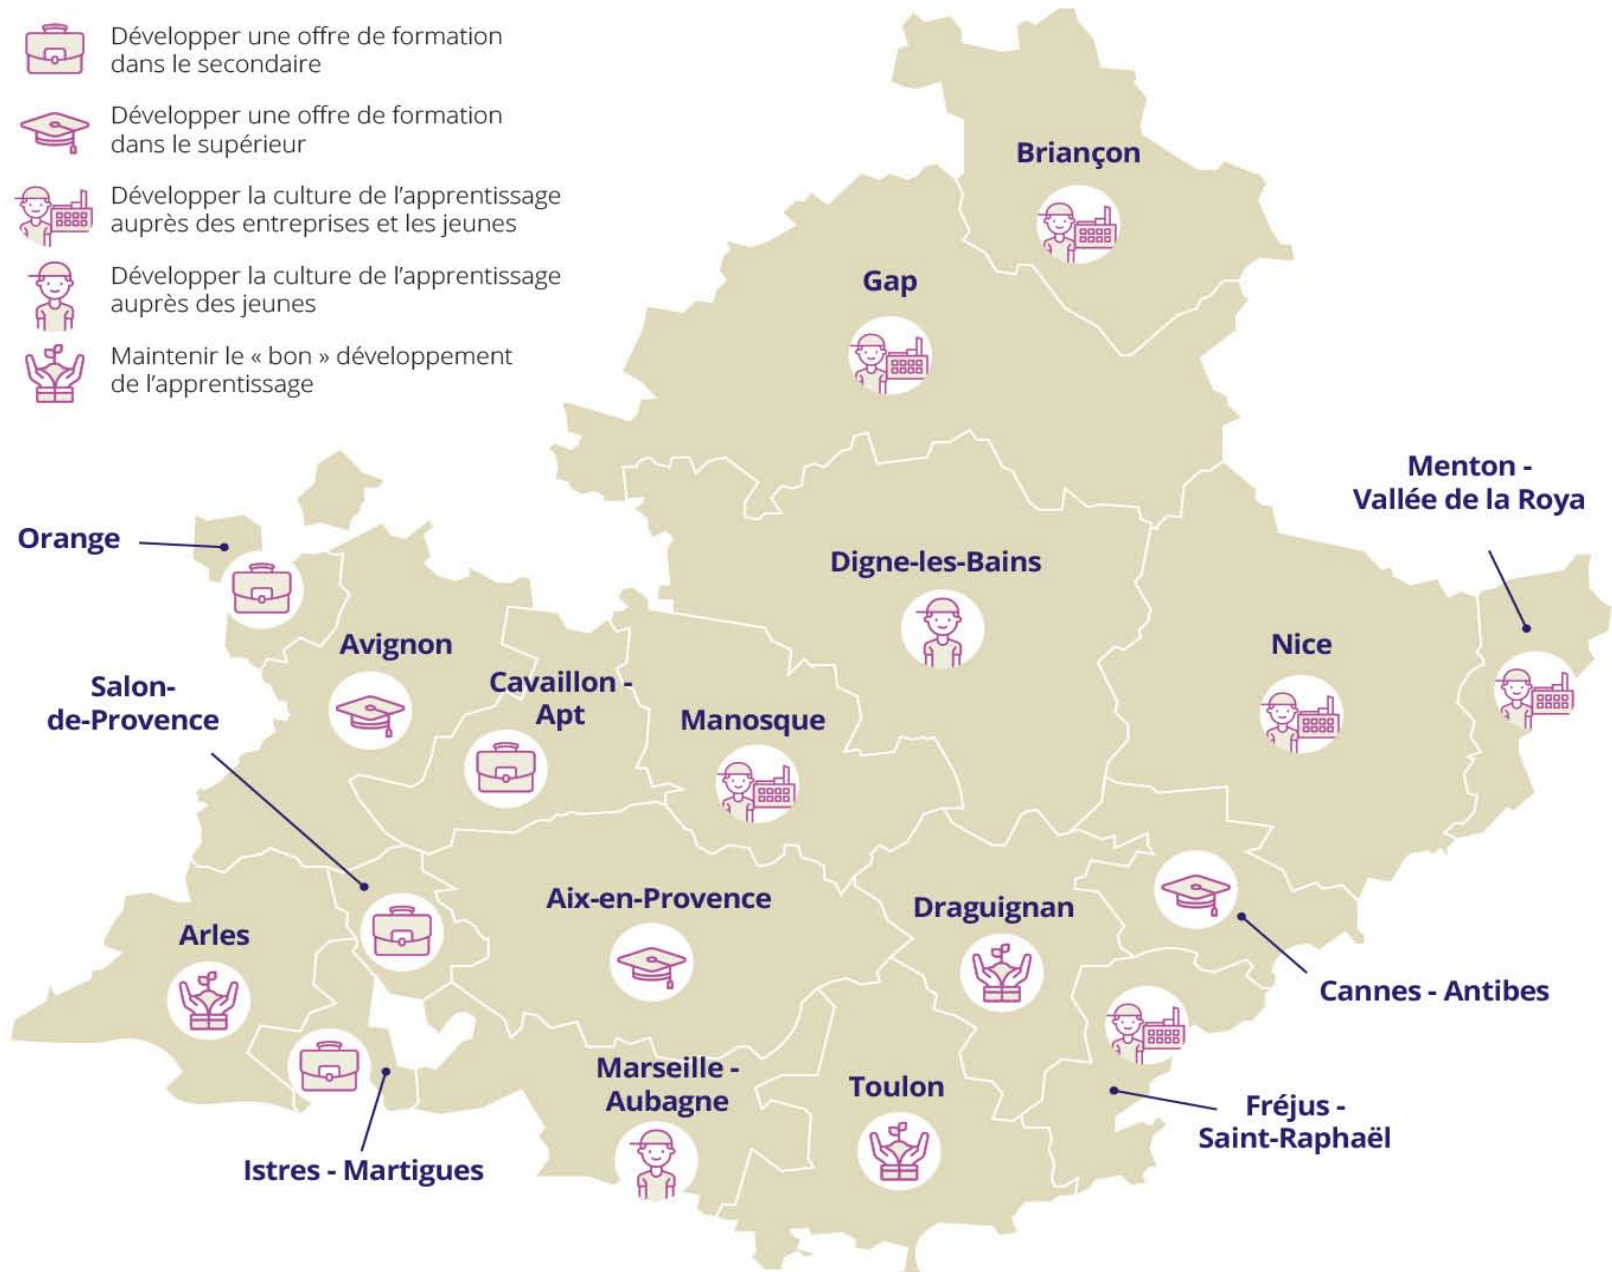 Développer une offre de formation
dans le secondaire
Développer une offre de formation
dans le supérieur
Développer la culture de l’apprentissage
auprès des entreprises et les jeunes
Développer la culture de l’apprentissage
auprès des jeunes
Maintenir le « bon » développement
de l’apprentissage
Briançon
Gap
Menton -
Vallée de la Roya
Orange
Digne-les-Bains
Avignon
Nice
Salon-
de-Provence
Cavaillon -
Apt
Manosque
Aix-en-Provence
Draguignan
Arles
Cannes - Antibes
Marseille -
Aubagne
Toulon
Fréjus -
Saint-Raphaël
Istres - Martigues